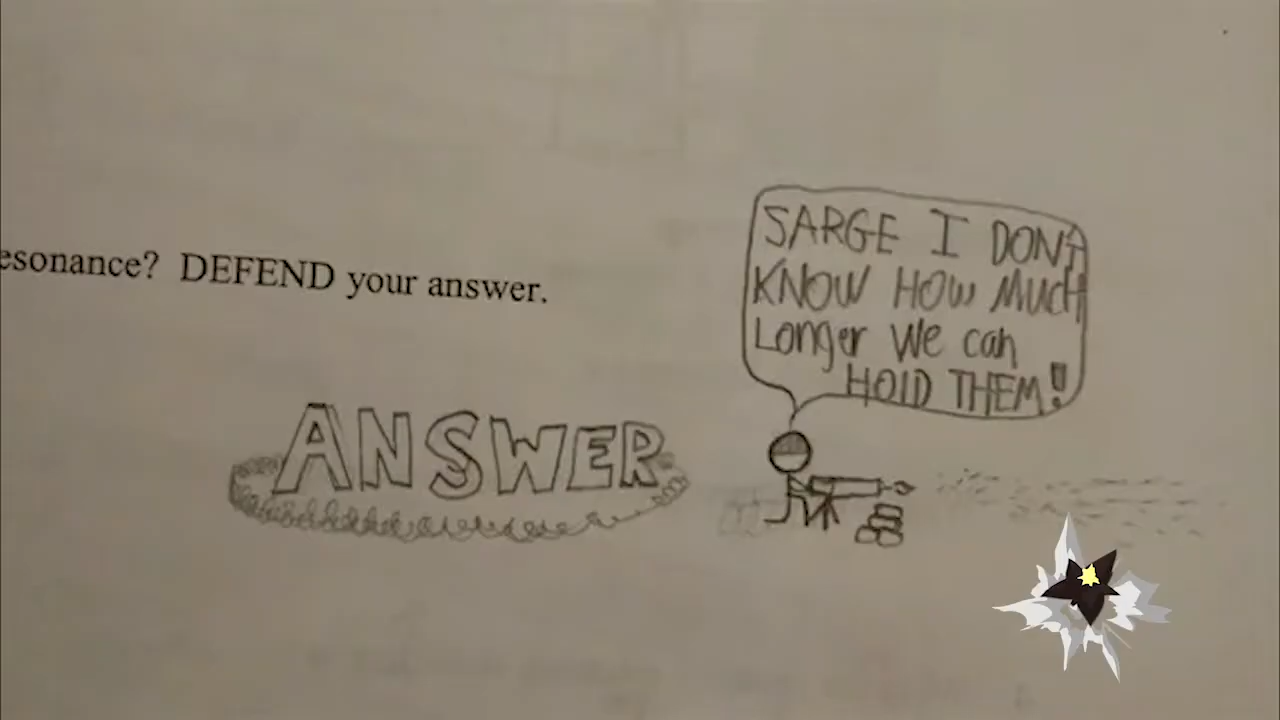 esonance? DEFEND your answer.
SARGE I DON'T
KNOW HOW MUCH
Longer We can
HOLD THEM!!
ANSWER